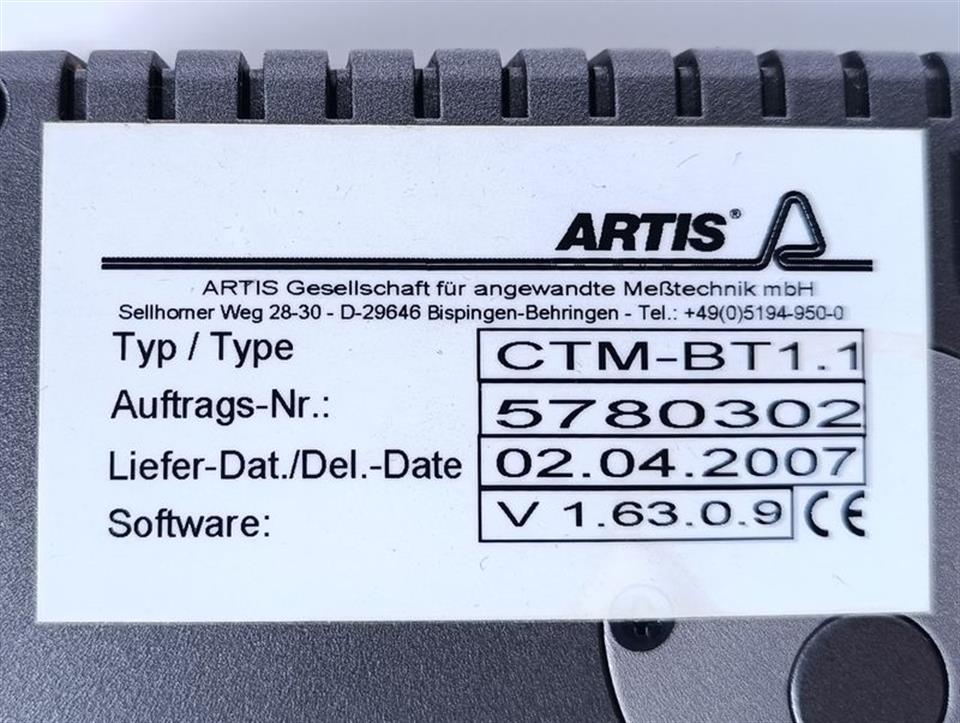 ARTIS®
ARTIS Gesellschaft für angewandte Meßtechnik mbH
Sellhorner Weg 28-30 - D-29646 Bispingen-Behringen - Tel.: +49(0)5194-950-0
Typ / Type CTM-BT1.1
Auftrags-Nr.: 5780302
Liefer-Dat./Del.-Date 02.04.2007
Software: V 1.63.0.9 CE